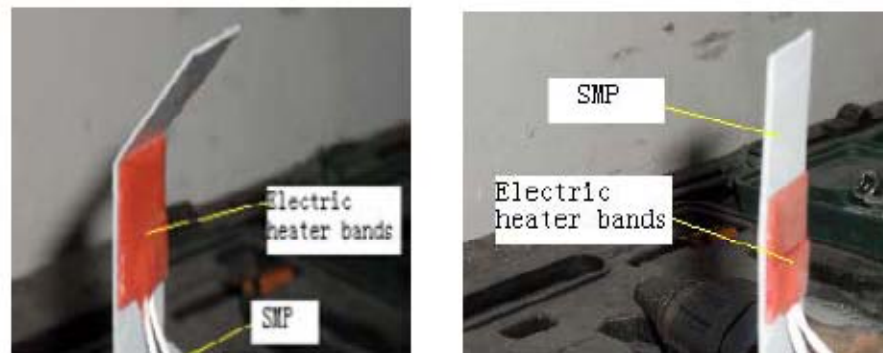 Electric
heater bands
SMP
SMP
Electric
heater bands